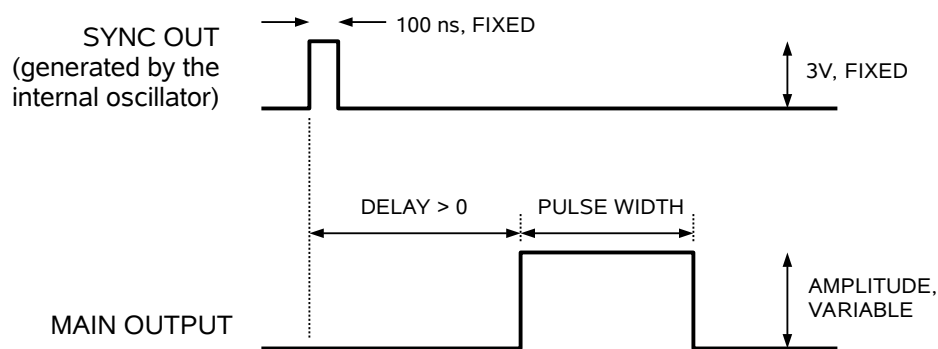 SYNC OUT
(generated by the
internal oscillator)
100 ns, FIXED
3V, FIXED
DELAY > 0
PULSE WIDTH
AMPLITUDE,
VARIABLE
MAIN OUTPUT